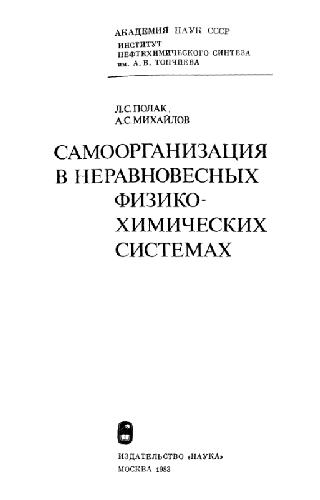 АКАДЕМИЯ НАУК СССР
ИНСТИТУТ
НЕФТЕХИМИЧЕСКОГО СИНТЕЗА
им. А. В. ТОПЧИЕВА
Л.С. ПОЛАК,
А.С. МИХАЙЛОВ
САМООРГАНИЗАЦИЯ
В НЕРАВНОВЕСНЫХ
ФИЗИКО-
ХИМИЧЕСКИХ
СИСТЕМАХ
ИЗДАТЕЛЬСТВО «НАУКА»
МОСКВА 1983